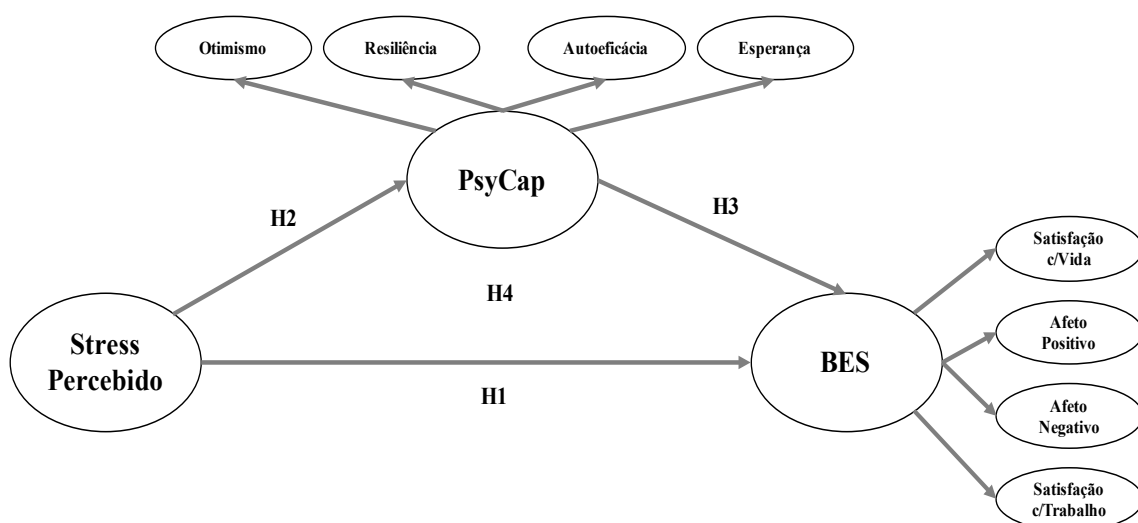 Otimismo
Resiliência
Autoeficácia
Esperança
PsyCap
H2
H3
Satisfação
c/Vida
H4
Afeto
Positivo
Stress
Percebido
BES
H1
Afeto
Negativo
Satisfação
c/Trabalho